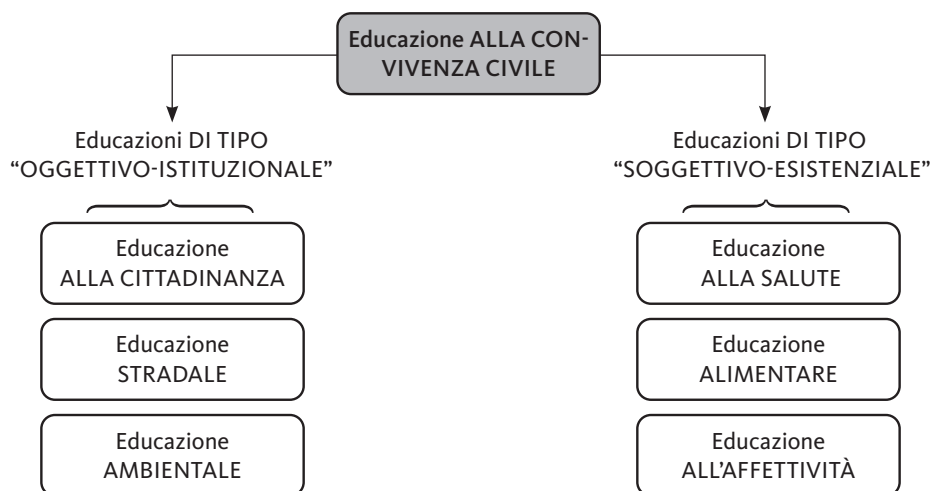 Educazione ALLA CON-
VIVENZA CIVILE
Educazioni DI TIPO
“OGGETTIVO-ISTITUZIONALE”
Educazione
ALLA CITTADINANZA
Educazione
STRADALE
Educazione
AMBIENTALE
Educazioni DI TIPO
“SOGGETTIVO-ESISTENZIALE”
Educazione
ALLA SALUTE
Educazione
ALIMENTARE
Educazione
ALL’AFFETTIVITÀ